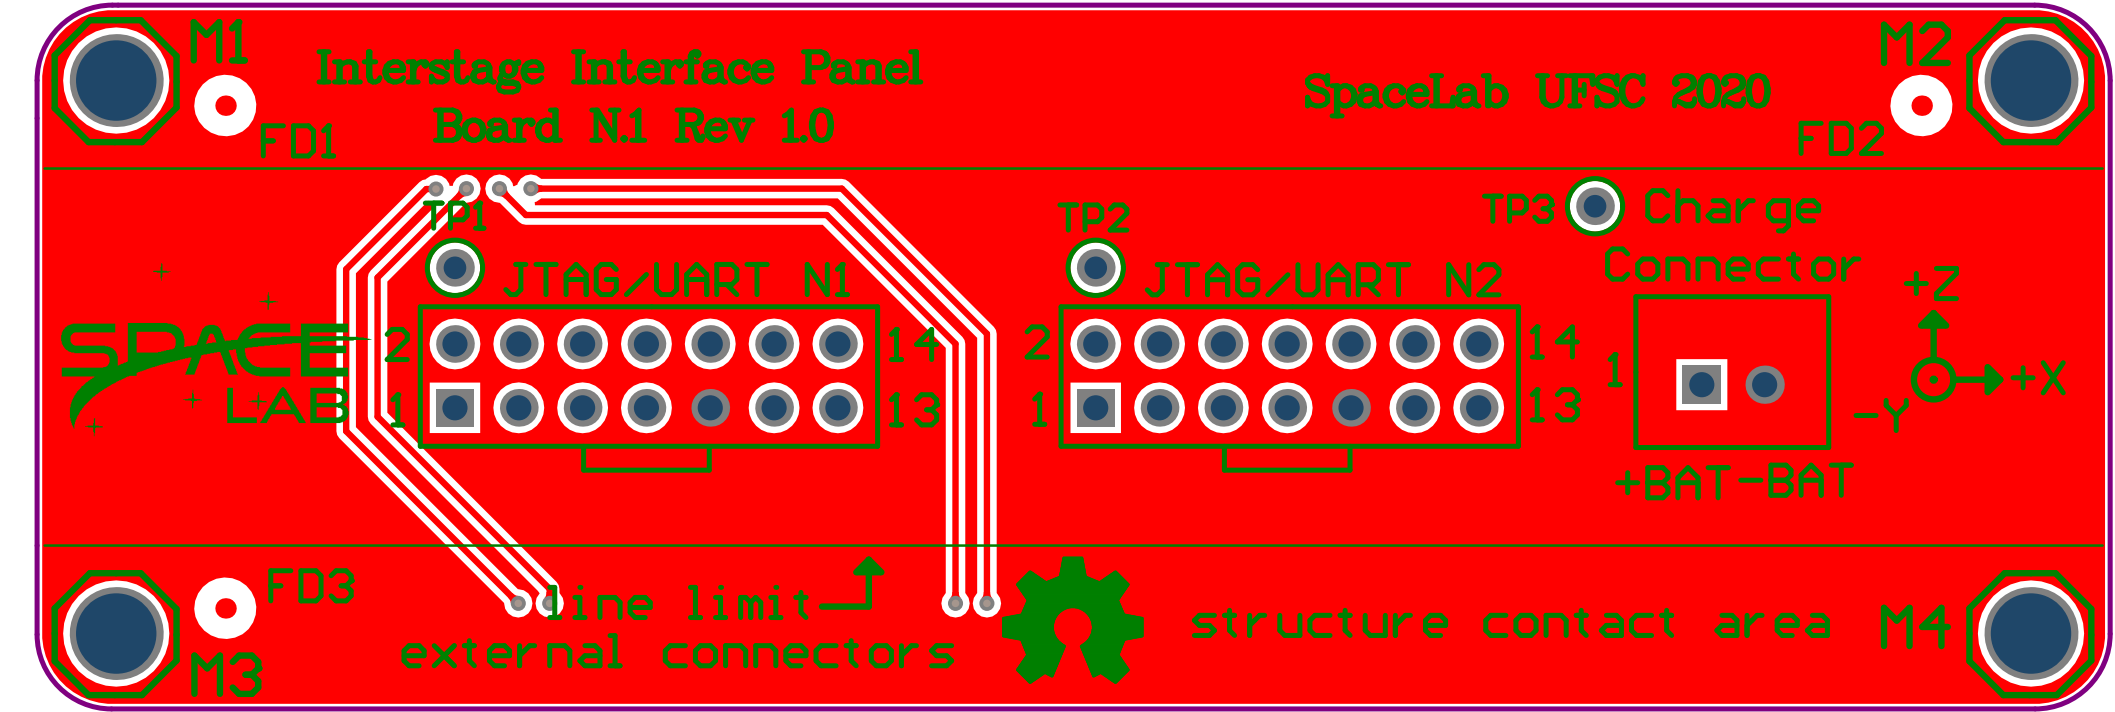 M1
M2
Interstage Interface Panel
SpaceLab UFSC 2020
Board N.1 Rev 1.0
FD1
FD2
TP1
TP2
TP3
Charge
Connector
JTAG/UART N1
JTAG/UART N2
+Z
SPACE
LAB
2
14
2
14
1
13
1
13
1
+X
-Y
+BAT
-BAT
FD3
line limit
external connectors
structure contact area
M3
M4